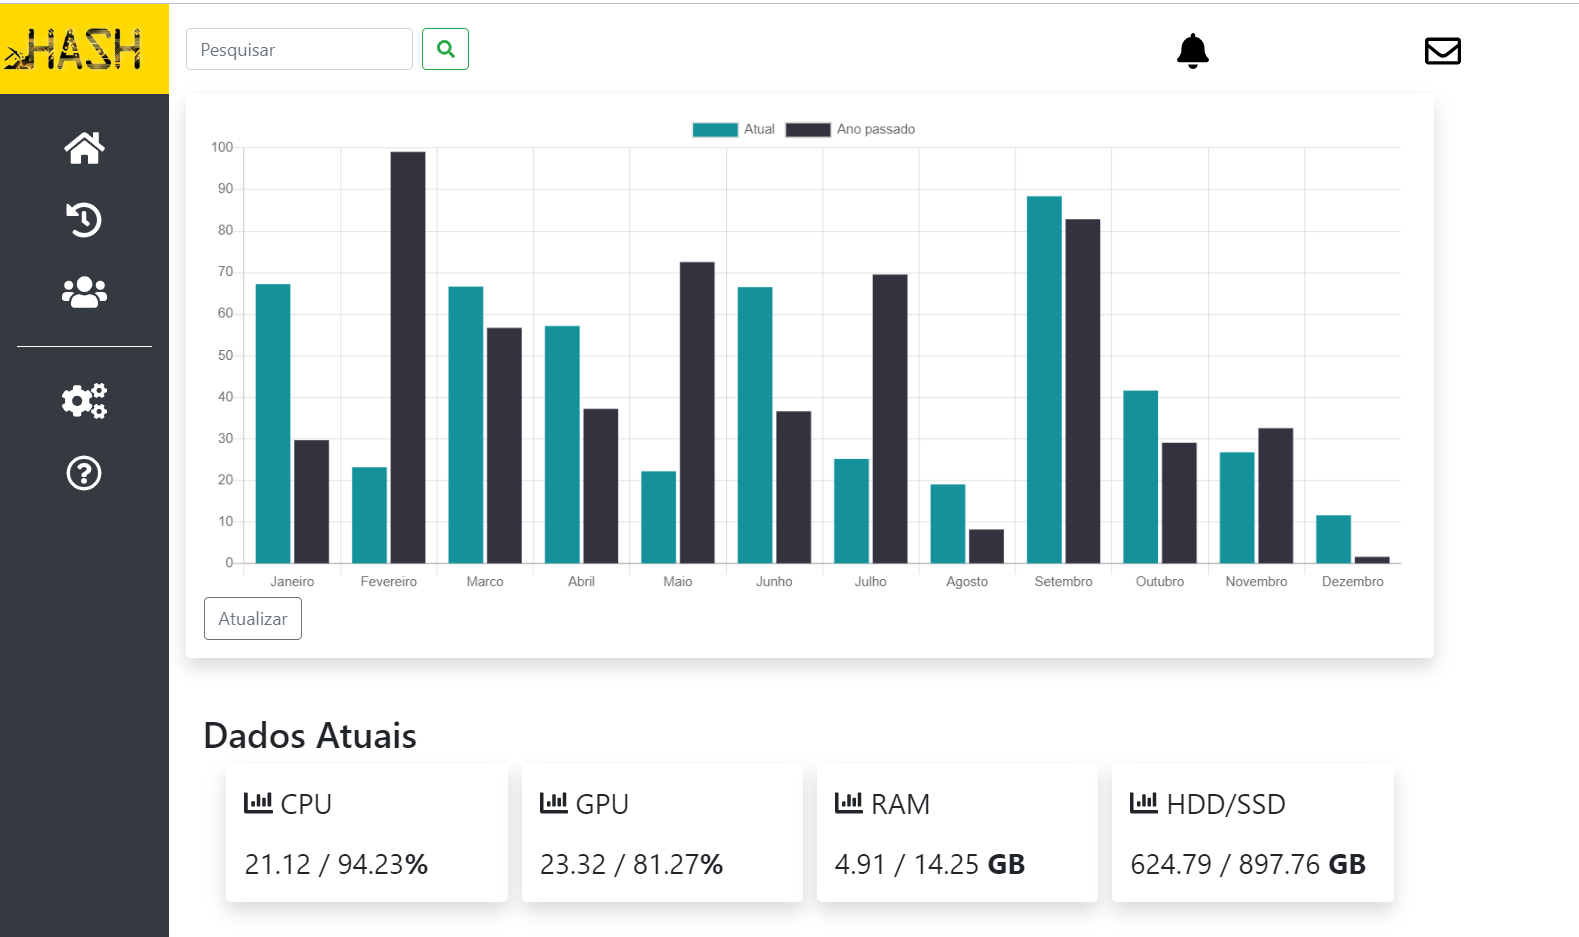 HASH
Pesquisar
Atual Ano passado
100
90
80
70
60
50
40
30
20
10
0
Janeiro Fevereiro Marco Abril Maio Junho Julho Agosto Setembro Outubro Novembro Dezembro
Atualizar
Dados Atuais
CPU
21.12 / 94.23%
GPU
23.32 / 81.27%
RAM
4.91 / 14.25 GB
HDD/SSD
624.79 / 897.76 GB